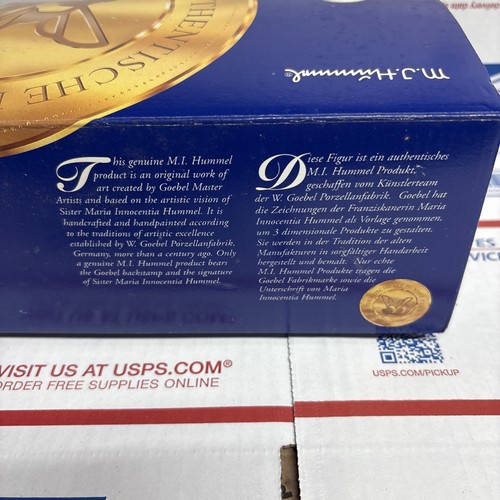 THENTISCHE
M.J. Hümmel®
This genuine M.I. Hummel
product is an original work of
art created by Goebel Master
Artists and based on the artistic vision of
Sister Maria Innocentia Hummel. It is
handcrafted and handpainted according
to the traditions of artistic excellence
established by W. Goebel Porzellanfabrik,
Germany, more than a century ago. Only
a genuine M.I. Hummel product bears
the Goebel backstamp and the signature
of Sister Maria Innocentia Hummel.
Diese Figur ist ein authentisches
M.I. Hummel Produkt,
geschaffen vom Künstlerteam
der W. Goebel Porzellanfabrik. Goebel hat
die Zeichnungen der Franziskanerin Maria
Innocentia Hummel als Vorlage genommen,
um 3 dimensionale Produkte zu gestalten.
Sie werden in der Tradition der alten
Manufakturen in sorgfältiger Handarbeit
hergestellt und bemalt. Nur echte
M.I. Hummel Produkte tragen die
Goebel Fabrikmarke sowie die
Unterschrift von Maria
Innocentia Hummel.
VISIT US AT USPS.COM®
ORDER FREE SUPPLIES ONLINE
USPS.COM/PICKUP